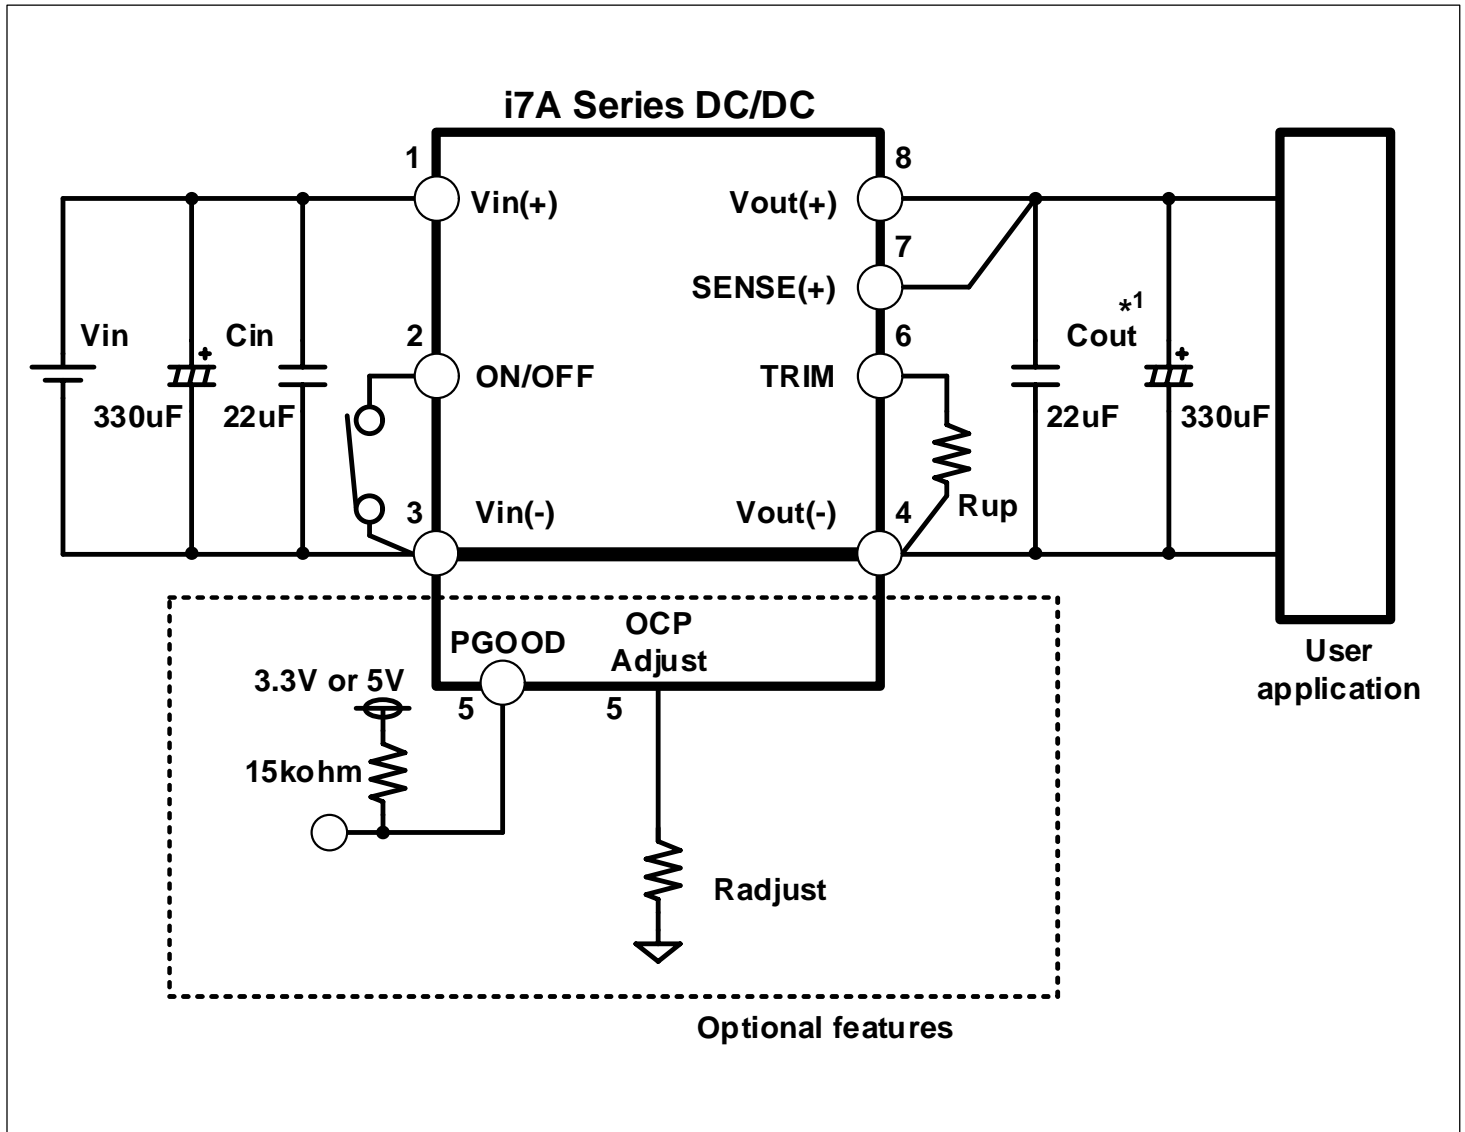 i7A Series DC/DC
1
8
Vin(+)
Vout(+)
7
SENSE(+)
*1
Vin
Cin
2
6
Cout
ON/OFF
TRIM
330uF
22uF
22uF
330uF
3
Vin(-)
Vout(-)
4
Rup
PGOOD
OCP
Adjust
3.3V or 5V
5
5
User
application
15kohm
Radjust
Optional features